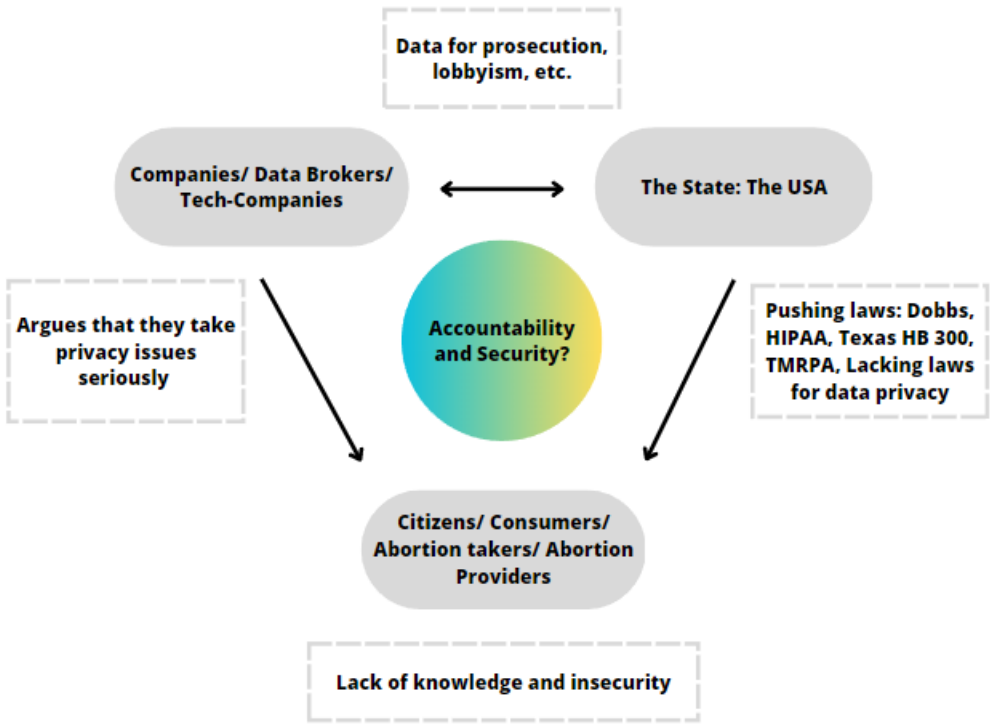 Data for prosecution,
lobbyism, etc.
Companies/ Data Brokers/
Tech-Companies
The State: The USA
Accountability
and Security?
Argues that they take
privacy issues
seriously
Pushing laws: Dobbs,
HIPAA, Texas HB 300,
TMRPA, Lacking laws
for data privacy
Citizens/ Consumers/
Abortion takers/ Abortion
Providers
Lack of knowledge and insecurity